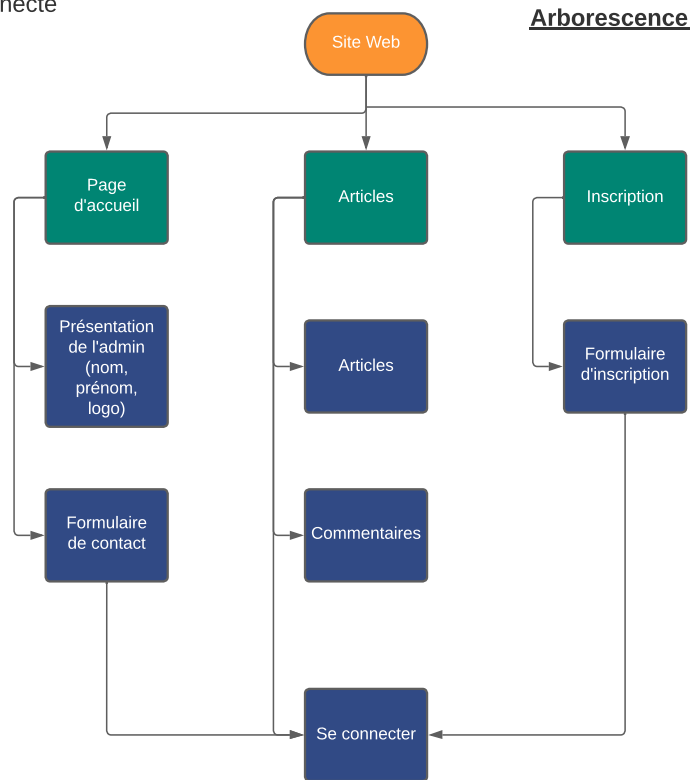 Arborescence
Site Web
Page
d'accueil
Articles
Inscription
Présentation
de l'admin
(nom,
prénom,
logo)
Articles
Formulaire
d'inscription
Formulaire
de contact
Commentaires
Se connecter